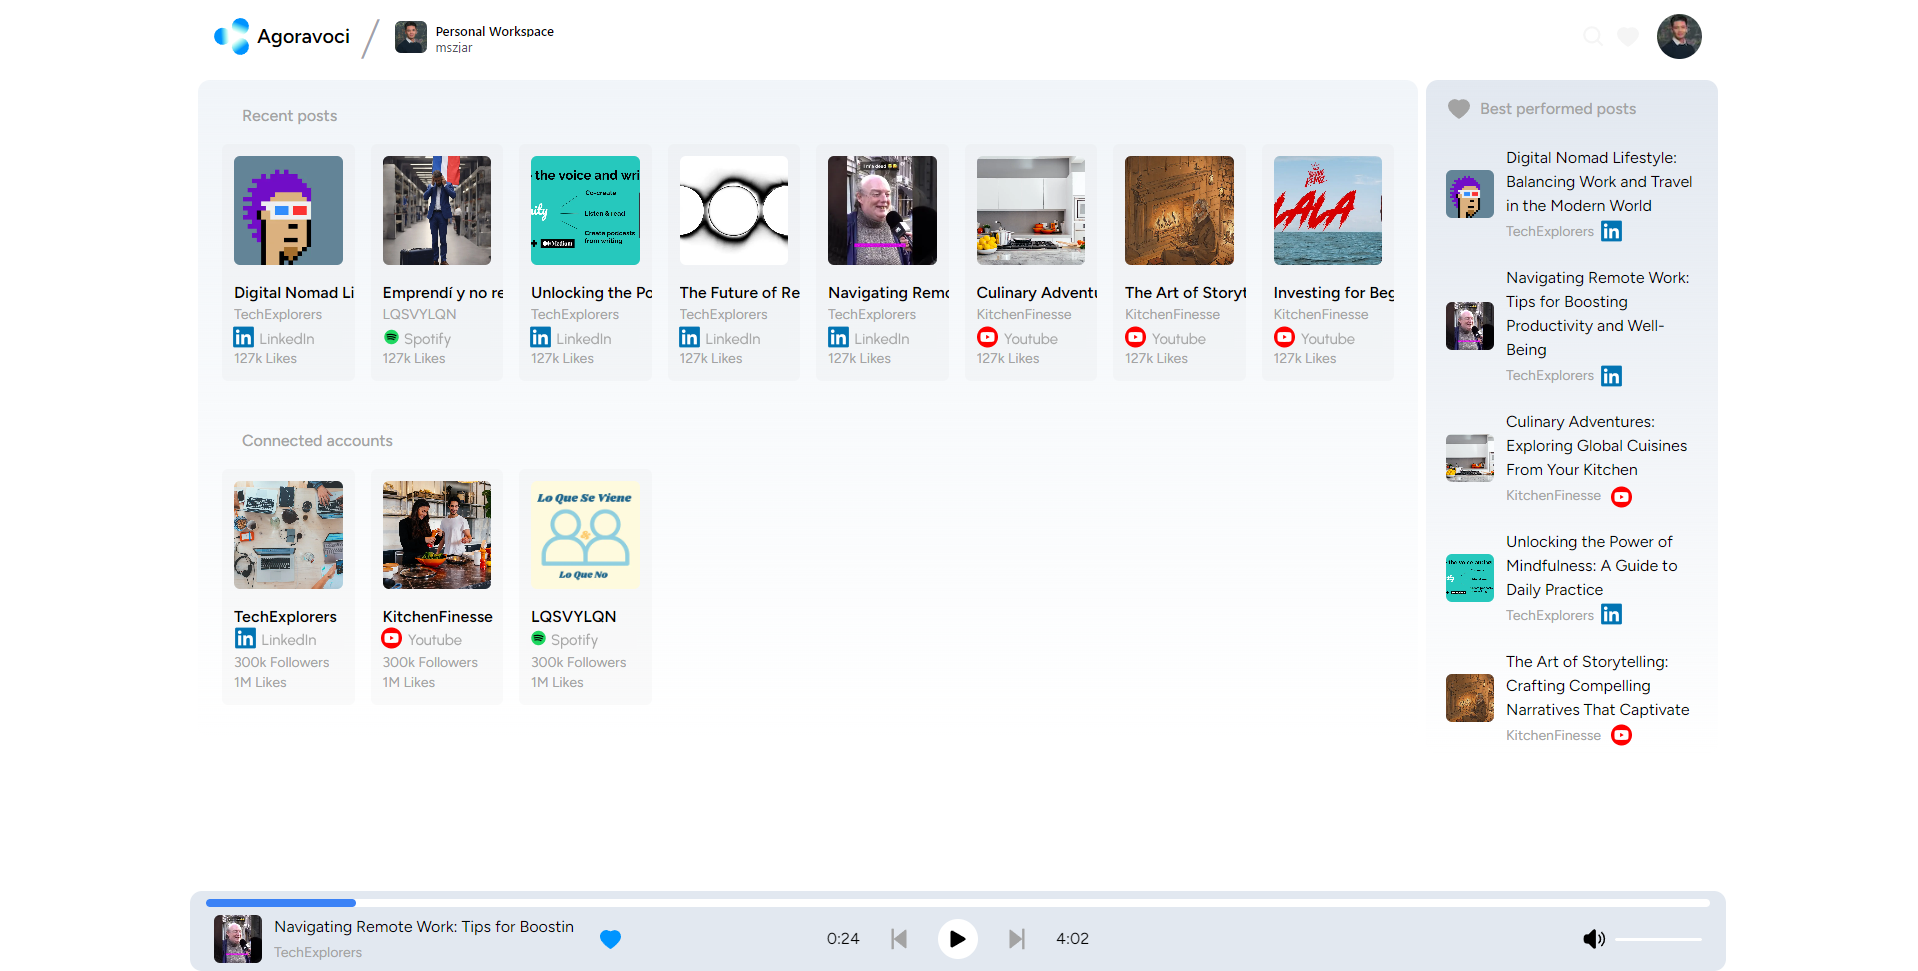 Agoravoci
Personal Workspace
mszjar
Recent posts
the voice and wri
Co-create
Listen & read
Create podcasts
from writing
Medium
LALA
Digital Nomad Li
TechExplorers
LinkedIn
127k Likes
Emprendí y no re
LQSVYLQN
Spotify
127k Likes
Unlocking the Po
TechExplorers
LinkedIn
127k Likes
The Future of Re
TechExplorers
LinkedIn
127k Likes
Navigating Remo
TechExplorers
LinkedIn
127k Likes
Culinary Adventu
KitchenFinesse
Youtube
127k Likes
The Art of Storyt
KitchenFinesse
Youtube
127k Likes
Investing for Beg
KitchenFinesse
Youtube
127k Likes
Connected accounts
TechExplorers
LinkedIn
300k Followers
1M Likes
KitchenFinesse
Youtube
300k Followers
1M Likes
Lo Que Se Viene
Lo Que No
LQSVYLQN
Spotify
300k Followers
1M Likes
Best performed posts
Digital Nomad Lifestyle:
Balancing Work and Travel
in the Modern World
TechExplorers
Navigating Remote Work:
Tips for Boosting
Productivity and Well-
Being
TechExplorers
Culinary Adventures:
Exploring Global Cuisines
From Your Kitchen
KitchenFinesse
Unlocking the Power of
Mindfulness: A Guide to
Daily Practice
TechExplorers
The Art of Storytelling:
Crafting Compelling
Narratives That Captivate
KitchenFinesse
Navigating Remote Work: Tips for Boostin
TechExplorers
0:24
4:02